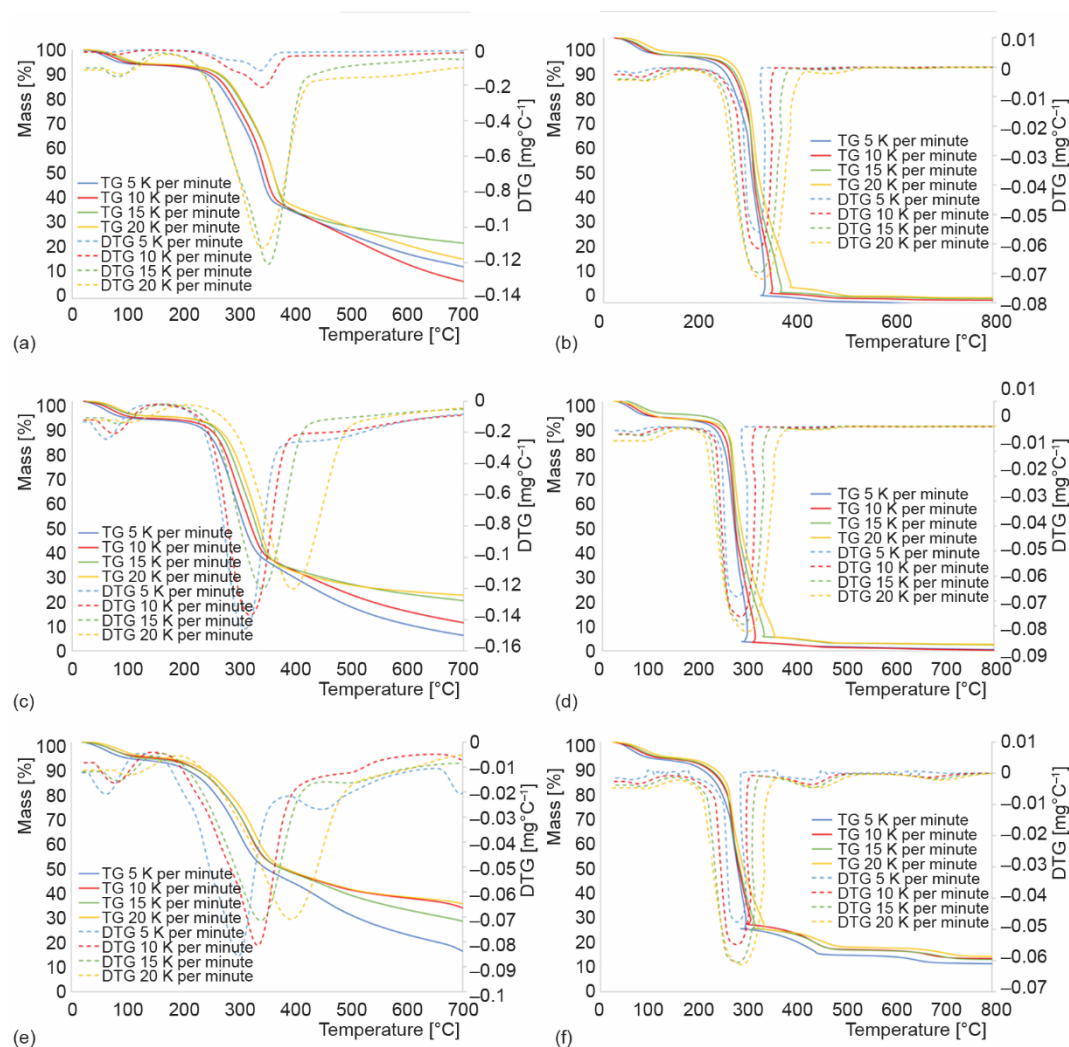 Mass [%]
100
90
80
70
60
50
40
30
20
10
0
TG 5 K per minute
TG 10 K per minute
TG 15 K per minute
TG 20 K per minute
DTG 5 K per minute
DTG 10 K per minute
DTG 15 K per minute
DTG 20 K per minute
0
–0.2
–0.6
–0.8
–0.1
–0.12
–0.14
DTG [mg°C⁻¹]
0 100 200 300 400 500 600 700
Temperature [°C]
(a)
Mass [%]
100
90
80
70
60
50
40
30
20
10
0
TG 5 K per minute
TG 10 K per minute
TG 15 K per minute
TG 20 K per minute
DTG 5 K per minute
DTG 10 K per minute
DTG 15 K per minute
DTG 20 K per minute
0.01
0
–0.01
–0.02
–0.03
–0.04
–0.05
–0.06
–0.07
–0.08
DTG [mg°C⁻¹]
0 200 400 600 800
Temperature [°C]
(b)
Mass [%]
100
90
80
70
60
50
40
30
20
10
0
TG 5 K per minute
TG 10 K per minute
TG 15 K per minute
TG 20 K per minute
DTG 5 K per minute
DTG 10 K per minute
DTG 15 K per minute
DTG 20 K per minute
0
–0.2
–0.6
–0.8
–0.1
–0.12
–0.14
–0.16
DTG [mg°C⁻¹]
0 100 200 300 400 500 600 700
Temperature [°C]
(c)
Mass [%]
100
90
80
70
60
50
40
30
20
10
0
TG 5 K per minute
TG 10 K per minute
TG 15 K per minute
TG 20 K per minute
DTG 5 K per minute
DTG 10 K per minute
DTG 15 K per minute
DTG 20 K per minute
0.01
0
–0.01
–0.02
–0.03
–0.04
–0.05
–0.06
–0.07
–0.08
–0.09
DTG [mg°C⁻¹]
0 200 400 600 800
Temperature [°C]
(d)
Mass [%]
100
90
80
70
60
50
40
30
20
10
0
TG 5 K per minute
TG 10 K per minute
TG 15 K per minute
TG 20 K per minute
DTG 5 K per minute
DTG 10 K per minute
DTG 15 K per minute
DTG 20 K per minute
0
–0.01
–0.02
–0.03
–0.04
–0.05
–0.06
–0.07
–0.08
–0.09
–0.1
DTG [mg°C⁻¹]
0 100 200 300 400 500 600 700
Temperature [°C]
(e)
Mass [%]
100
90
80
70
60
50
40
30
20
10
0
TG 5 K per minute
TG 10 K per minute
TG 15 K per minute
TG 20 K per minute
DTG 5 K per minute
DTG 10 K per minute
DTG 15 K per minute
DTG 20 K per minute
0.01
0
–0.01
–0.02
–0.03
–0.04
–0.05
–0.06
–0.07
DTG [mg°C⁻¹]
0 200 400 600 800
Temperature [°C]
(f)